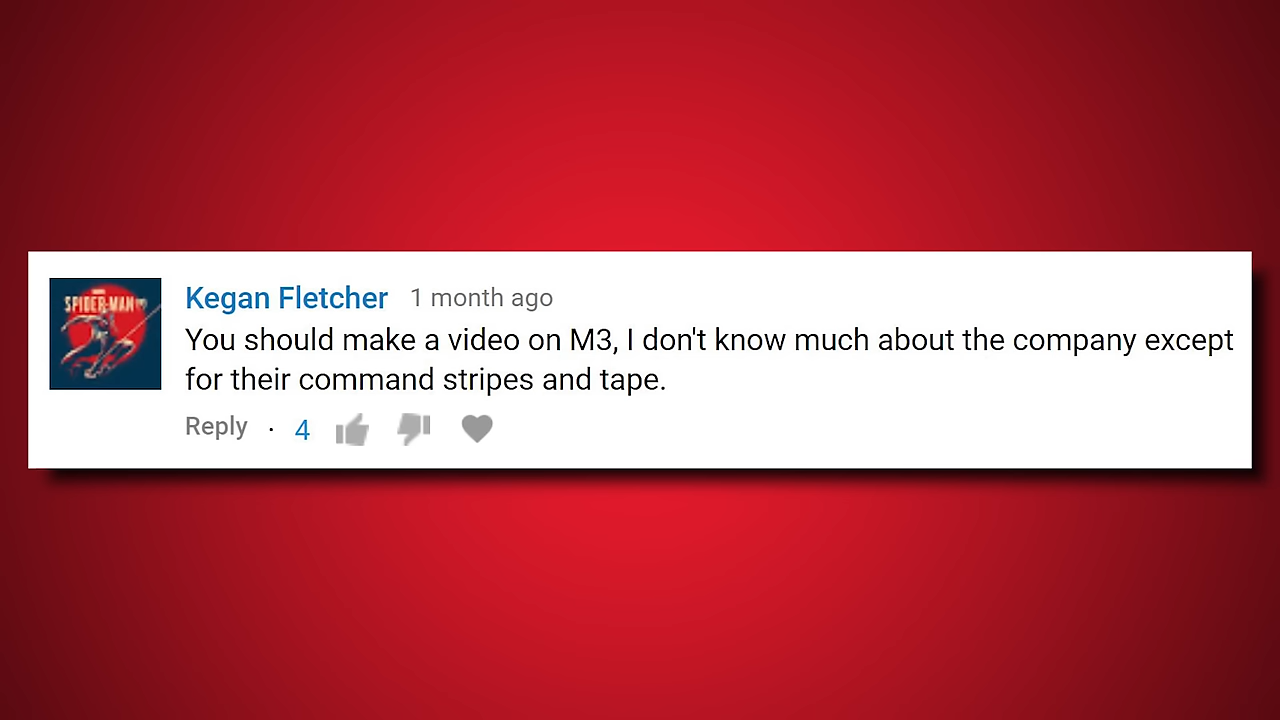 SPIDER-MAN
Kegan Fletcher 1 month ago
You should make a video on M3, I don't know much about the company except
for their command stripes and tape.
Reply · 4